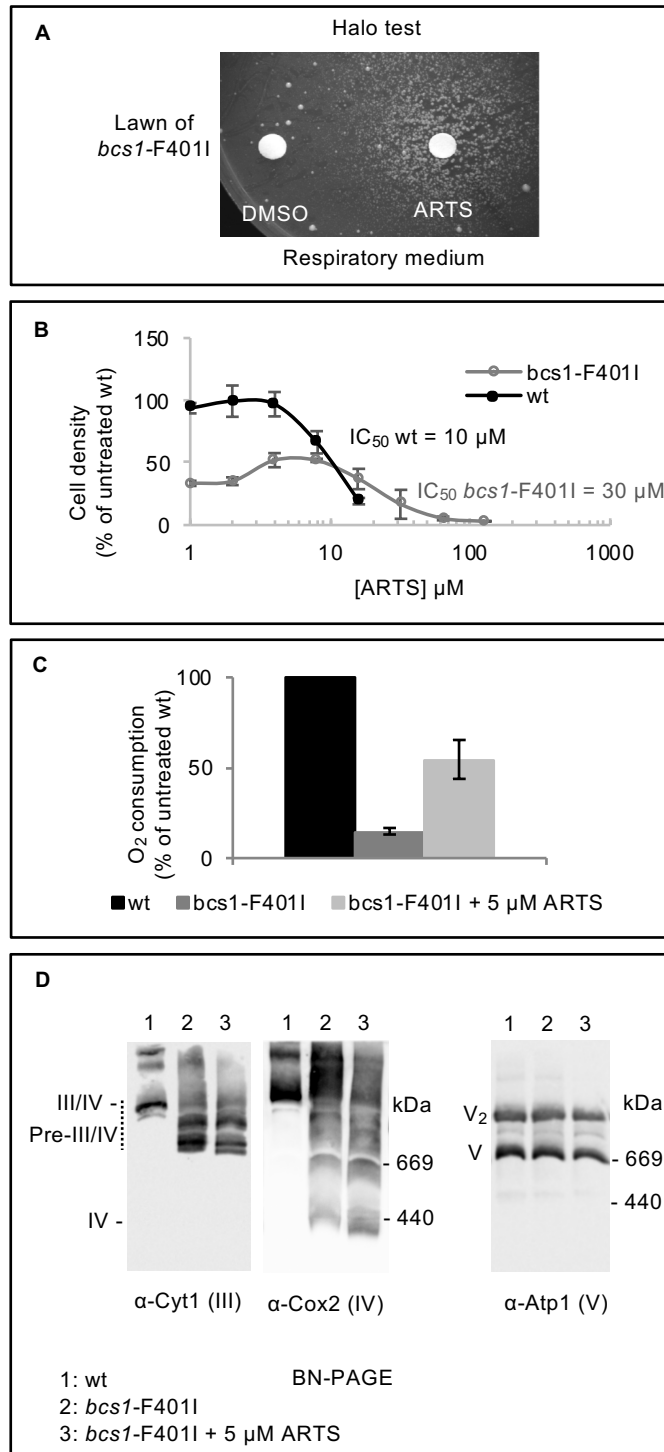 A
Halo test
Lawn of
bcs1-F401I
DMSO
ARTS
Respiratory medium
B
Cell density
(% of untreated wt)
150
100
50
0
bcs1-F401I
wt
IC50 wt = 10 µM
IC50 bcs1-F401I = 30 µM
1
10
100
1000
[ARTS] µM
C
O2 consumption
(% of untreated wt)
100
50
0
wt
bcs1-F401I
bcs1-F401I + 5 µM ARTS
D
1 2 3
1 2 3
1 2 3
III/IV -
Pre-III/IV
IV -
kDa
- 669
- 440
V2
V
kDa
- 669
- 440
α-Cyt1 (III)
α-Cox2 (IV)
α-Atp1 (V)
1: wt
BN-PAGE
2: bcs1-F401I
3: bcs1-F401I + 5 µM ARTS